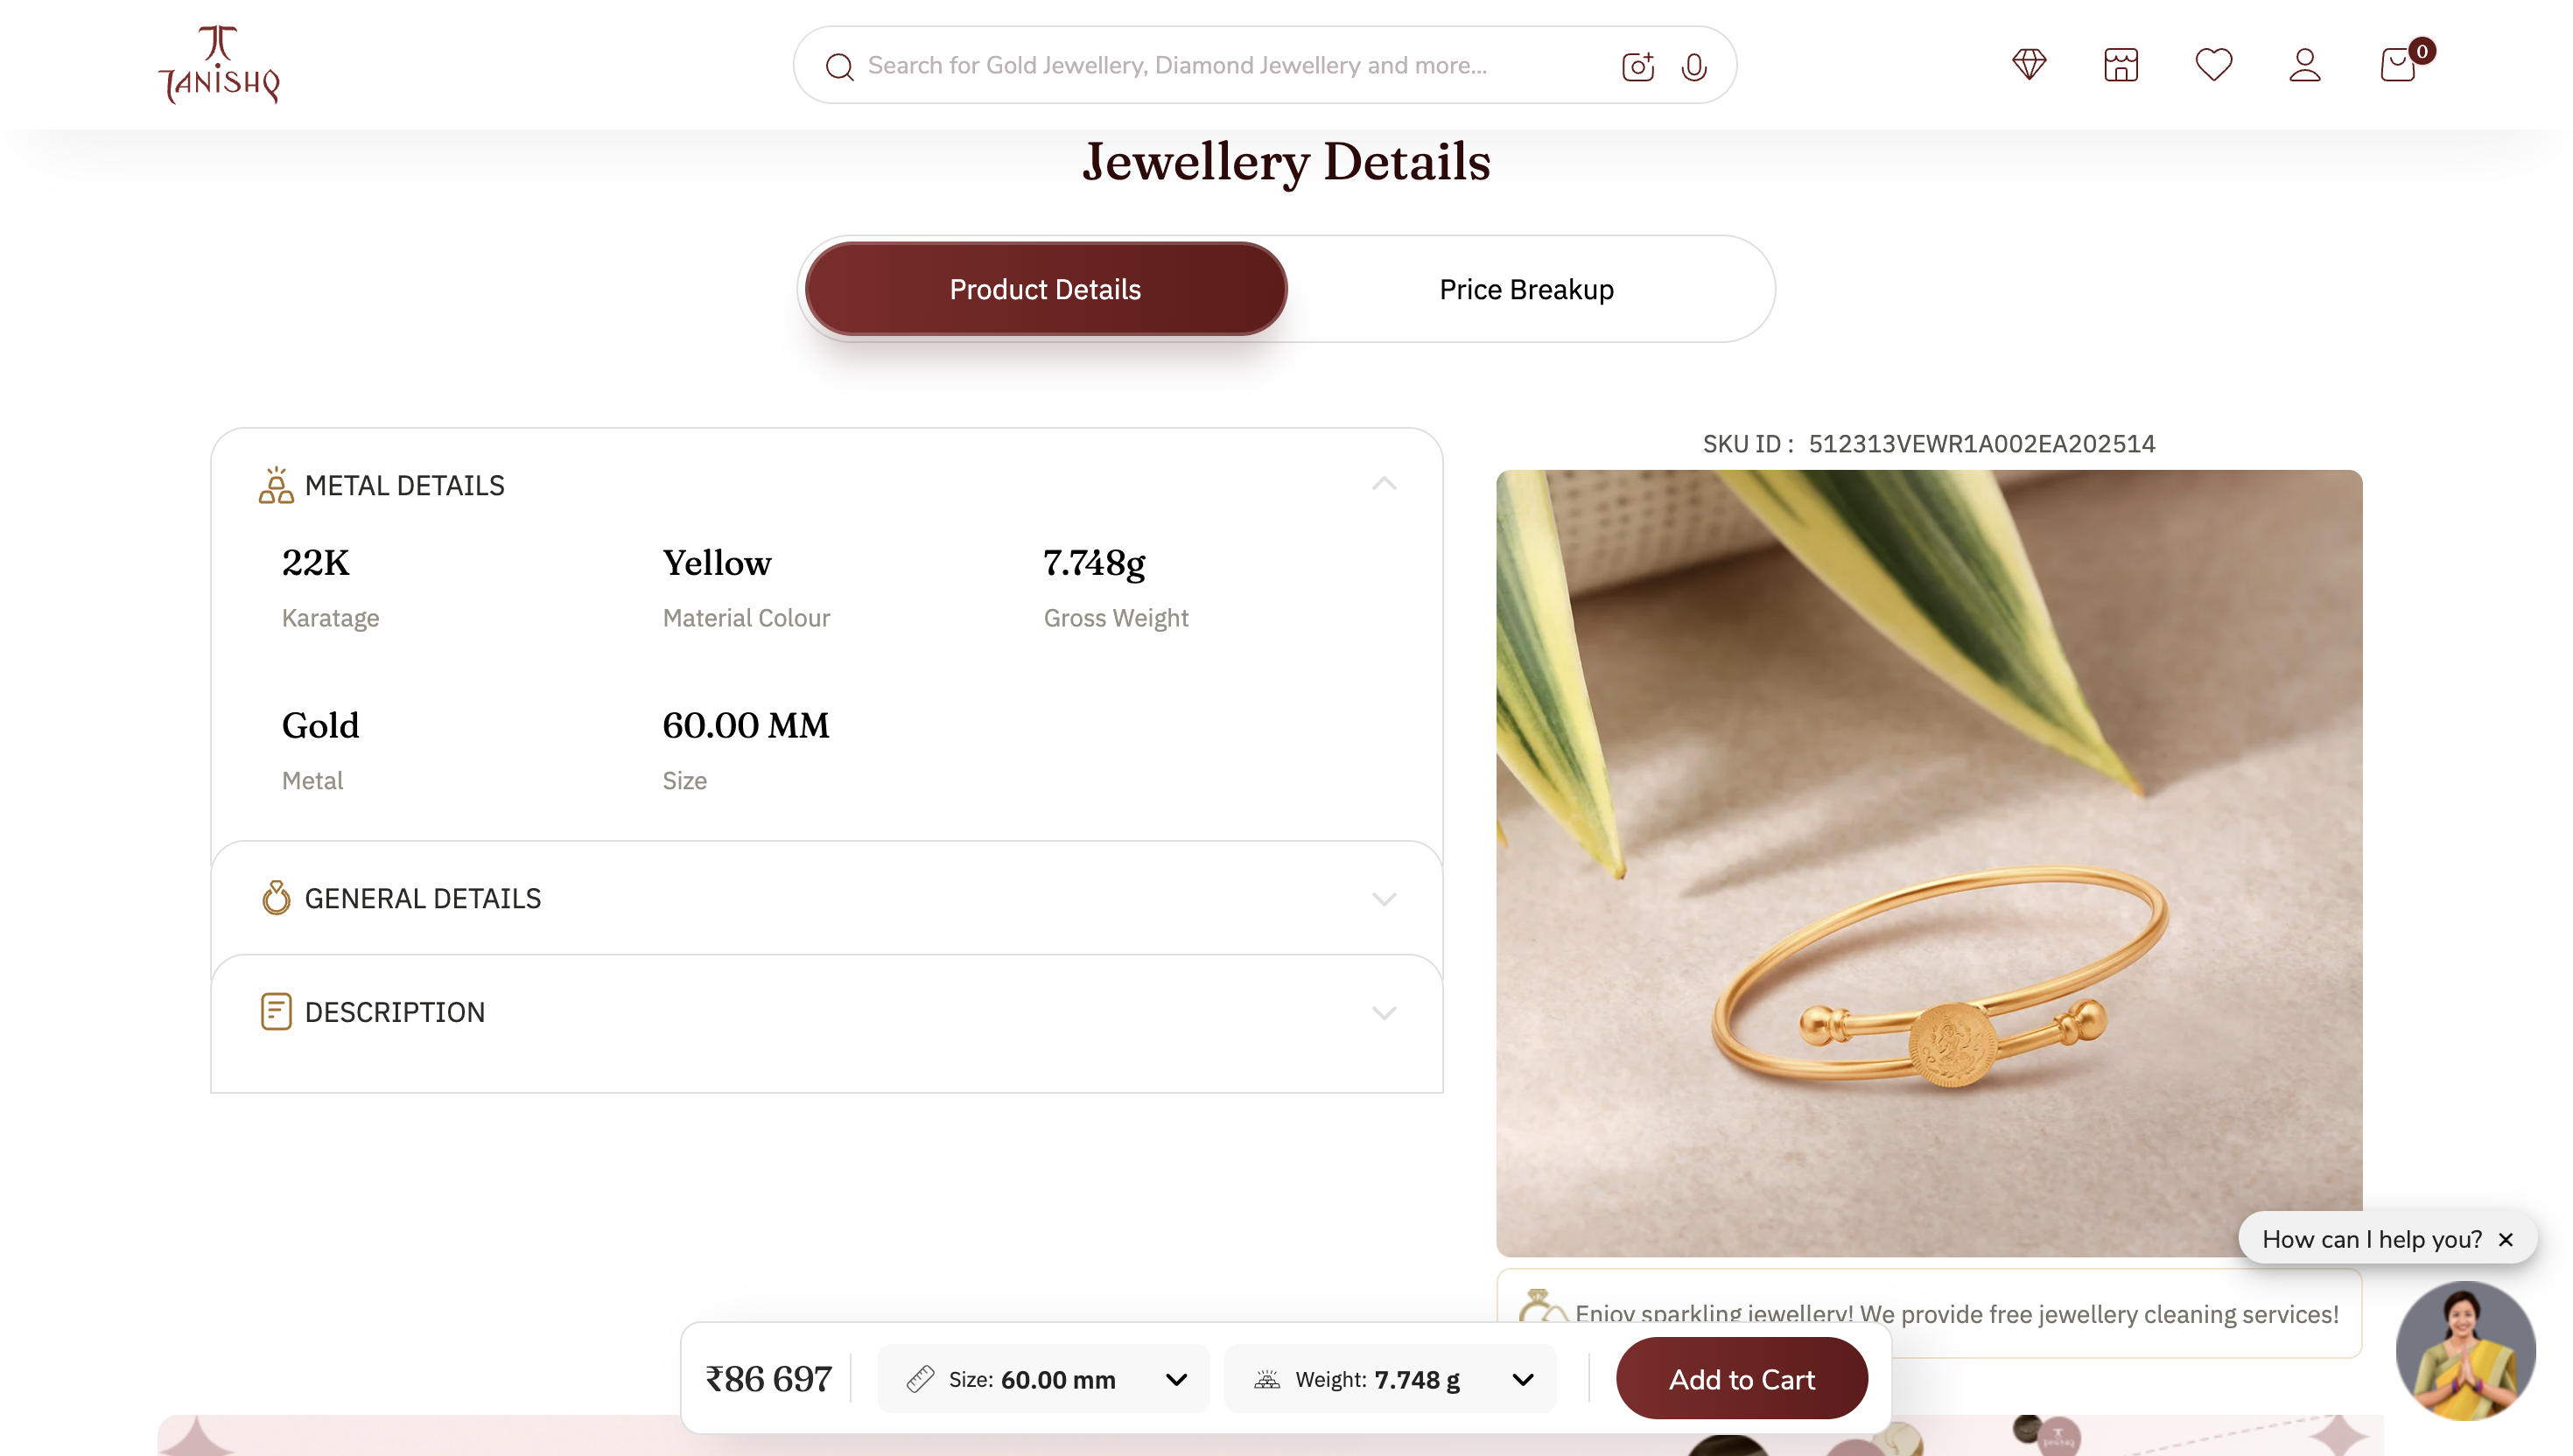 TANISHQ
Search for Gold Jewellery, Diamond Jewellery and more...
0
Jewellery Details
Product Details
Price Breakup
METAL DETAILS
22K
Karatage
Yellow
Material Colour
7.748g
Gross Weight
Gold
Metal
60.00 MM
Size
GENERAL DETAILS
DESCRIPTION
SKU ID : 512313VEWR1A002EA202514
How can I help you?
Enjoy sparkling jewellery! We provide free jewellery cleaning services!
₹86 697
Size: 60.00 mm
Weight: 7.748 g
Add to Cart